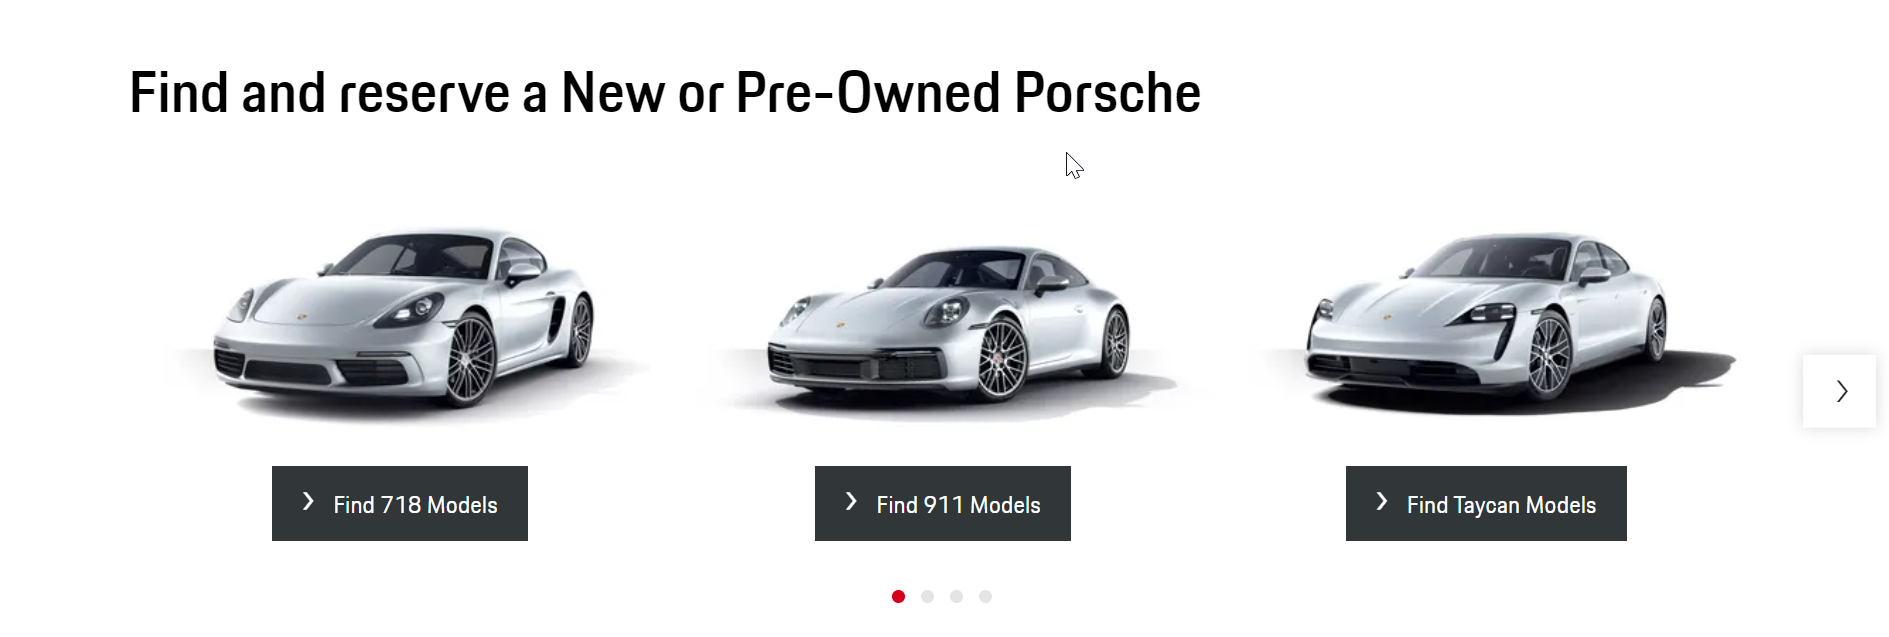 Find and reserve a New or Pre-Owned Porsche
Find 718 Models
Find 911 Models
Find Taycan Models